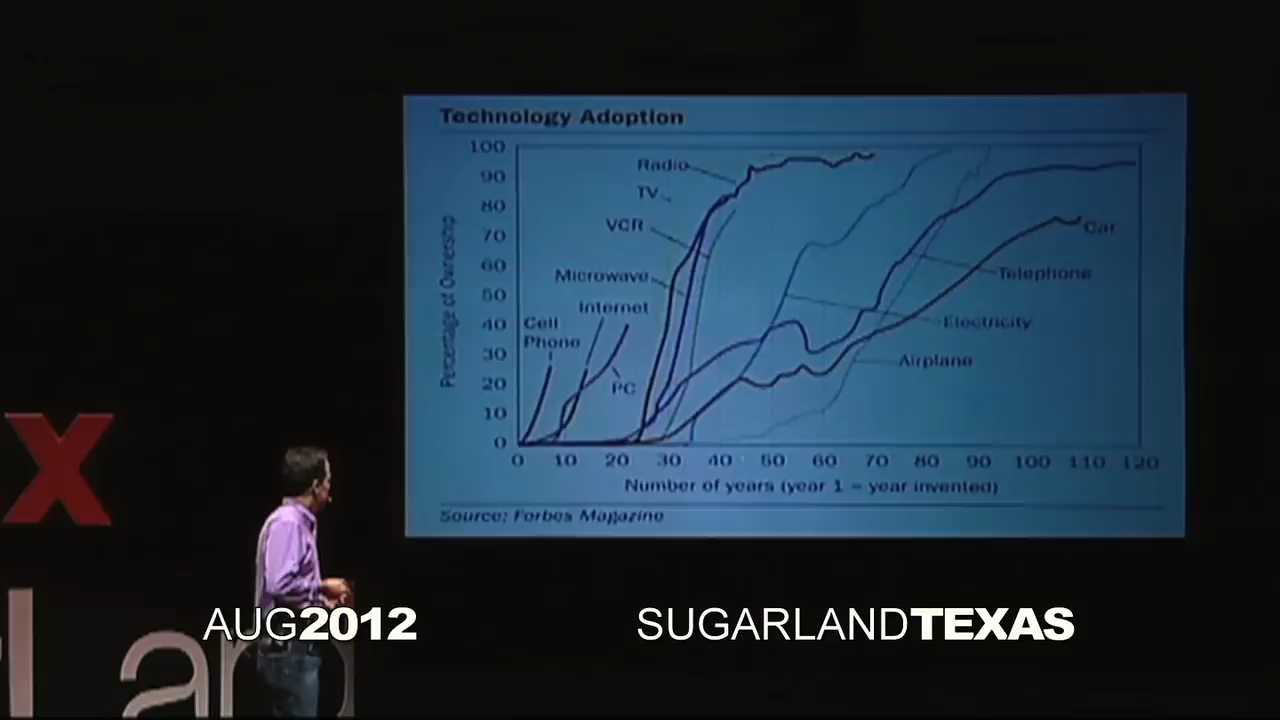 Technology Adoption
100
90
80
70
60
50
40
30
20
10
0
Percentage of Ownership
Radio
TV
VCR
Microwave
Internet
Cell
Phone
PC
Car
Telephone
Electricity
Airplane
0 10 20 30 40 50 60 70 80 90 100 110 120
Number of years (year 1 = year invented)
Source: Forbes Magazine
x
AUG2012 SUGARLANDTEXAS